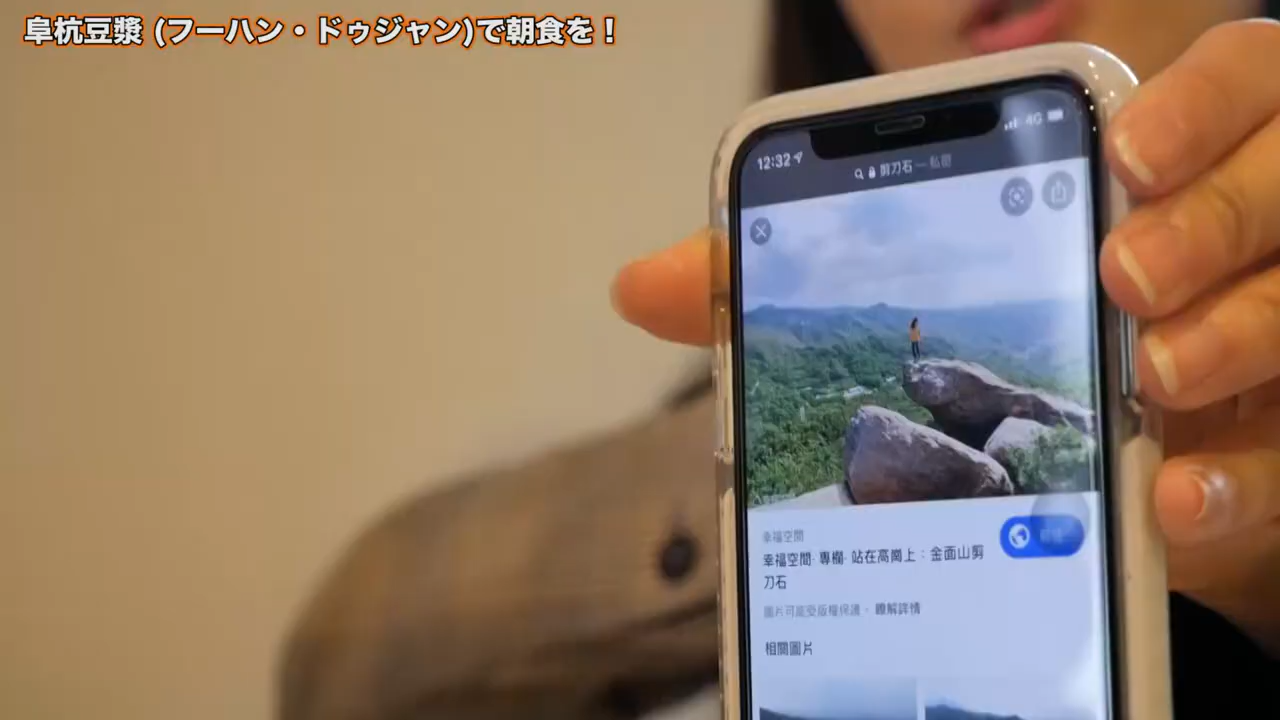 阜杭豆漿 (フーハン・ドゥジャン)で朝食を！
12:32
4G
剪刀石 — 私密
幸福空間
幸福空間· 專欄· 站在高崗上：金面山剪
刀石
圖片可能受版權保護。 瞭解詳情
相關圖片